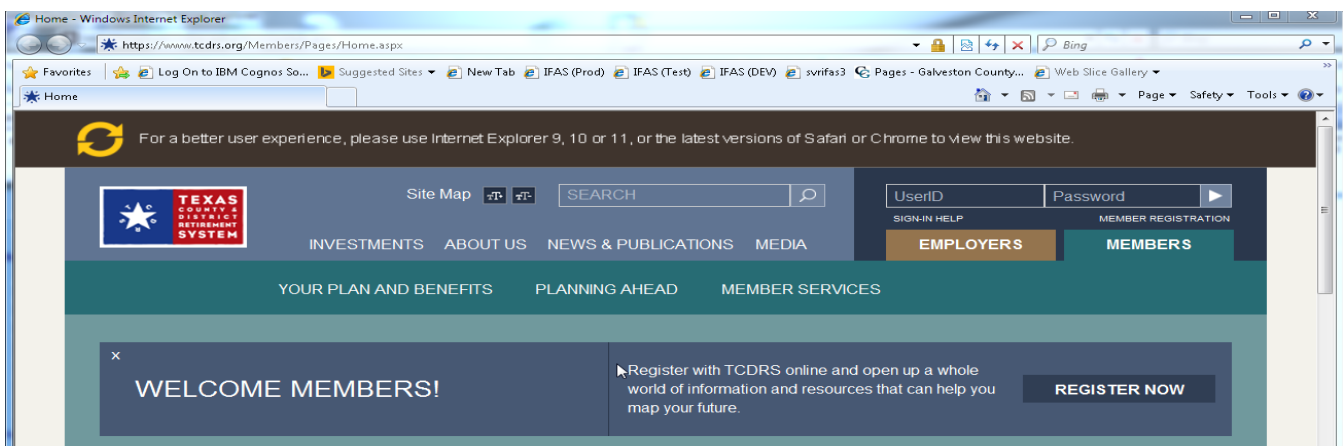 Home - Windows Internet Explorer
https://www.tcdrs.org/Members/Pages/Home.aspx
Bing
Favorites Log On to IBM Cognos So... Suggested Sites New Tab IFAS (Prod) IFAS (Test) IFAS (DEV) svrifas3 Pages - Galveston County... Web Slice Gallery
Home Page Safety Tools
For a better user experience, please use Internet Explorer 9, 10 or 11, or the latest versions of Safari or Chrome to view this website.
TEXAS
COUNTY &
DISTRICT
RETIREMENT
SYSTEM
Site Map -T- +T- SEARCH
UserID Password
SIGN-IN HELP MEMBER REGISTRATION
INVESTMENTS ABOUT US NEWS & PUBLICATIONS MEDIA
EMPLOYERS MEMBERS
YOUR PLAN AND BENEFITS PLANNING AHEAD MEMBER SERVICES
x
WELCOME MEMBERS!
Register with TCDRS online and open up a whole
world of information and resources that can help you
map your future.
REGISTER NOW